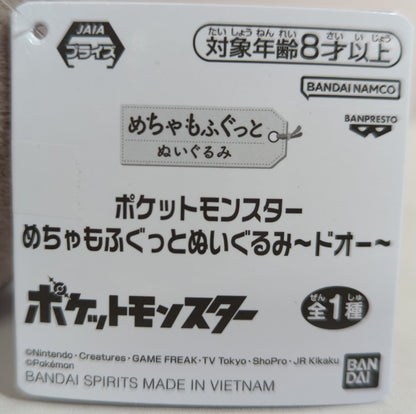 JAIA
プライズ
たいしょうねんれい さいいじょう
対象年齢8才以上
BANDAI NAMCO
BANPRESTO
めちゃもふぐっと
ぬいぐるみ
ポケットモンスター
めちゃもふぐっとぬいぐるみ～ドオー～
ポケットモンスター
ぜん しゅ
全1種
©Nintendo・Creatures・GAME FREAK・TV Tokyo・ShoPro・JR Kikaku
©Pokémon
BANDAI SPIRITS MADE IN VIETNAM
BAN
DAI